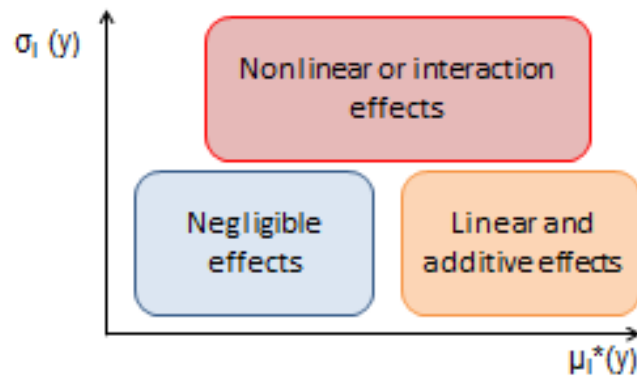 σI (y)
Nonlinear or interaction
effects
Negligible
effects
Linear and
additive effects
μI*(y)